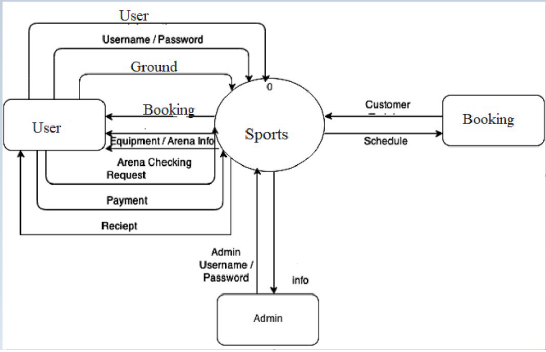 User
Username / Password
Ground
0
Booking
Customer
User
Sports
Booking
Equipment / Arena Info
Schedule
Arena Checking
Request
Payment
Reciept
Admin
Username /
Password
info
Admin